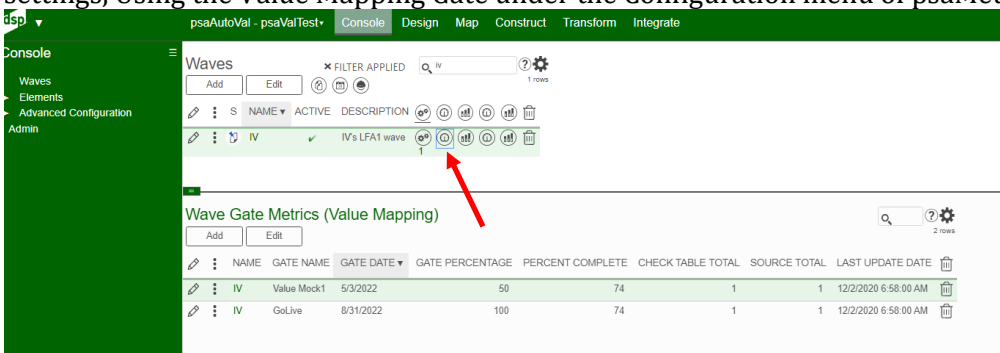 settings, Using the Value Mapping Gate under the Configuration menu of psaMet
dsp psaAutoVal - psaValTest Console Design Map Construct Transform Integrate
Console
Waves
Elements
Advanced Configuration
Admin
Waves FILTER APPLIED iv
1 rows
Add Edit
S NAME ACTIVE DESCRIPTION
IV IV's LFA1 wave
1
Wave Gate Metrics (Value Mapping)
2 rows
Add Edit
NAME GATE NAME GATE DATE GATE PERCENTAGE PERCENT COMPLETE CHECK TABLE TOTAL SOURCE TOTAL LAST UPDATE DATE
IV Value Mock1 5/3/2022 50 74 1 1 12/2/2020 6:58:00 AM
IV GoLive 8/31/2022 100 74 1 1 12/2/2020 6:58:00 AM